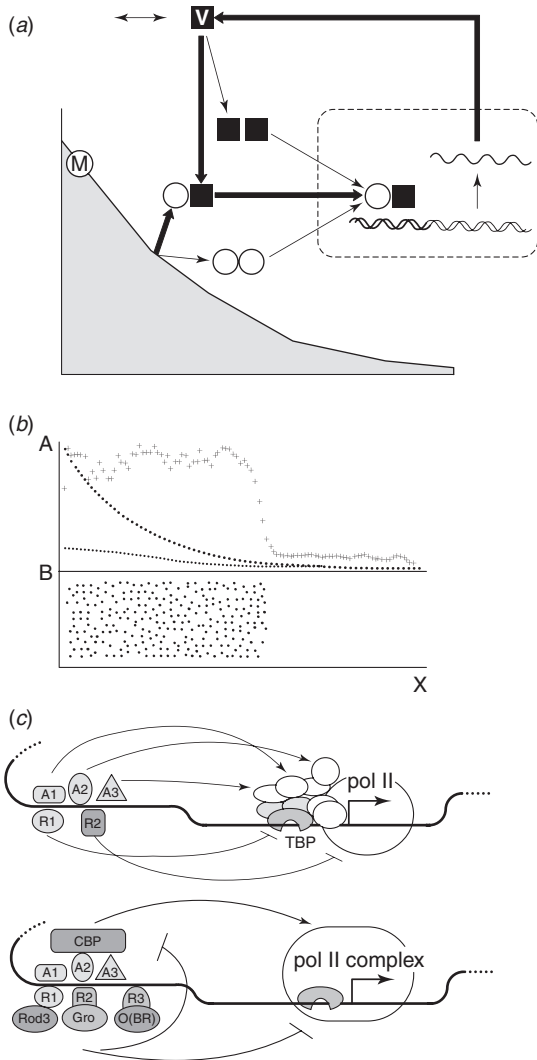 (a)
V
M
(b)
A
B
X
(c)
A1 A2 A3
R1 R2
TBP
pol II
CBP
A1 A2 A3
R1 R2 R3
Rod3 Gro O(BR)
pol II complex